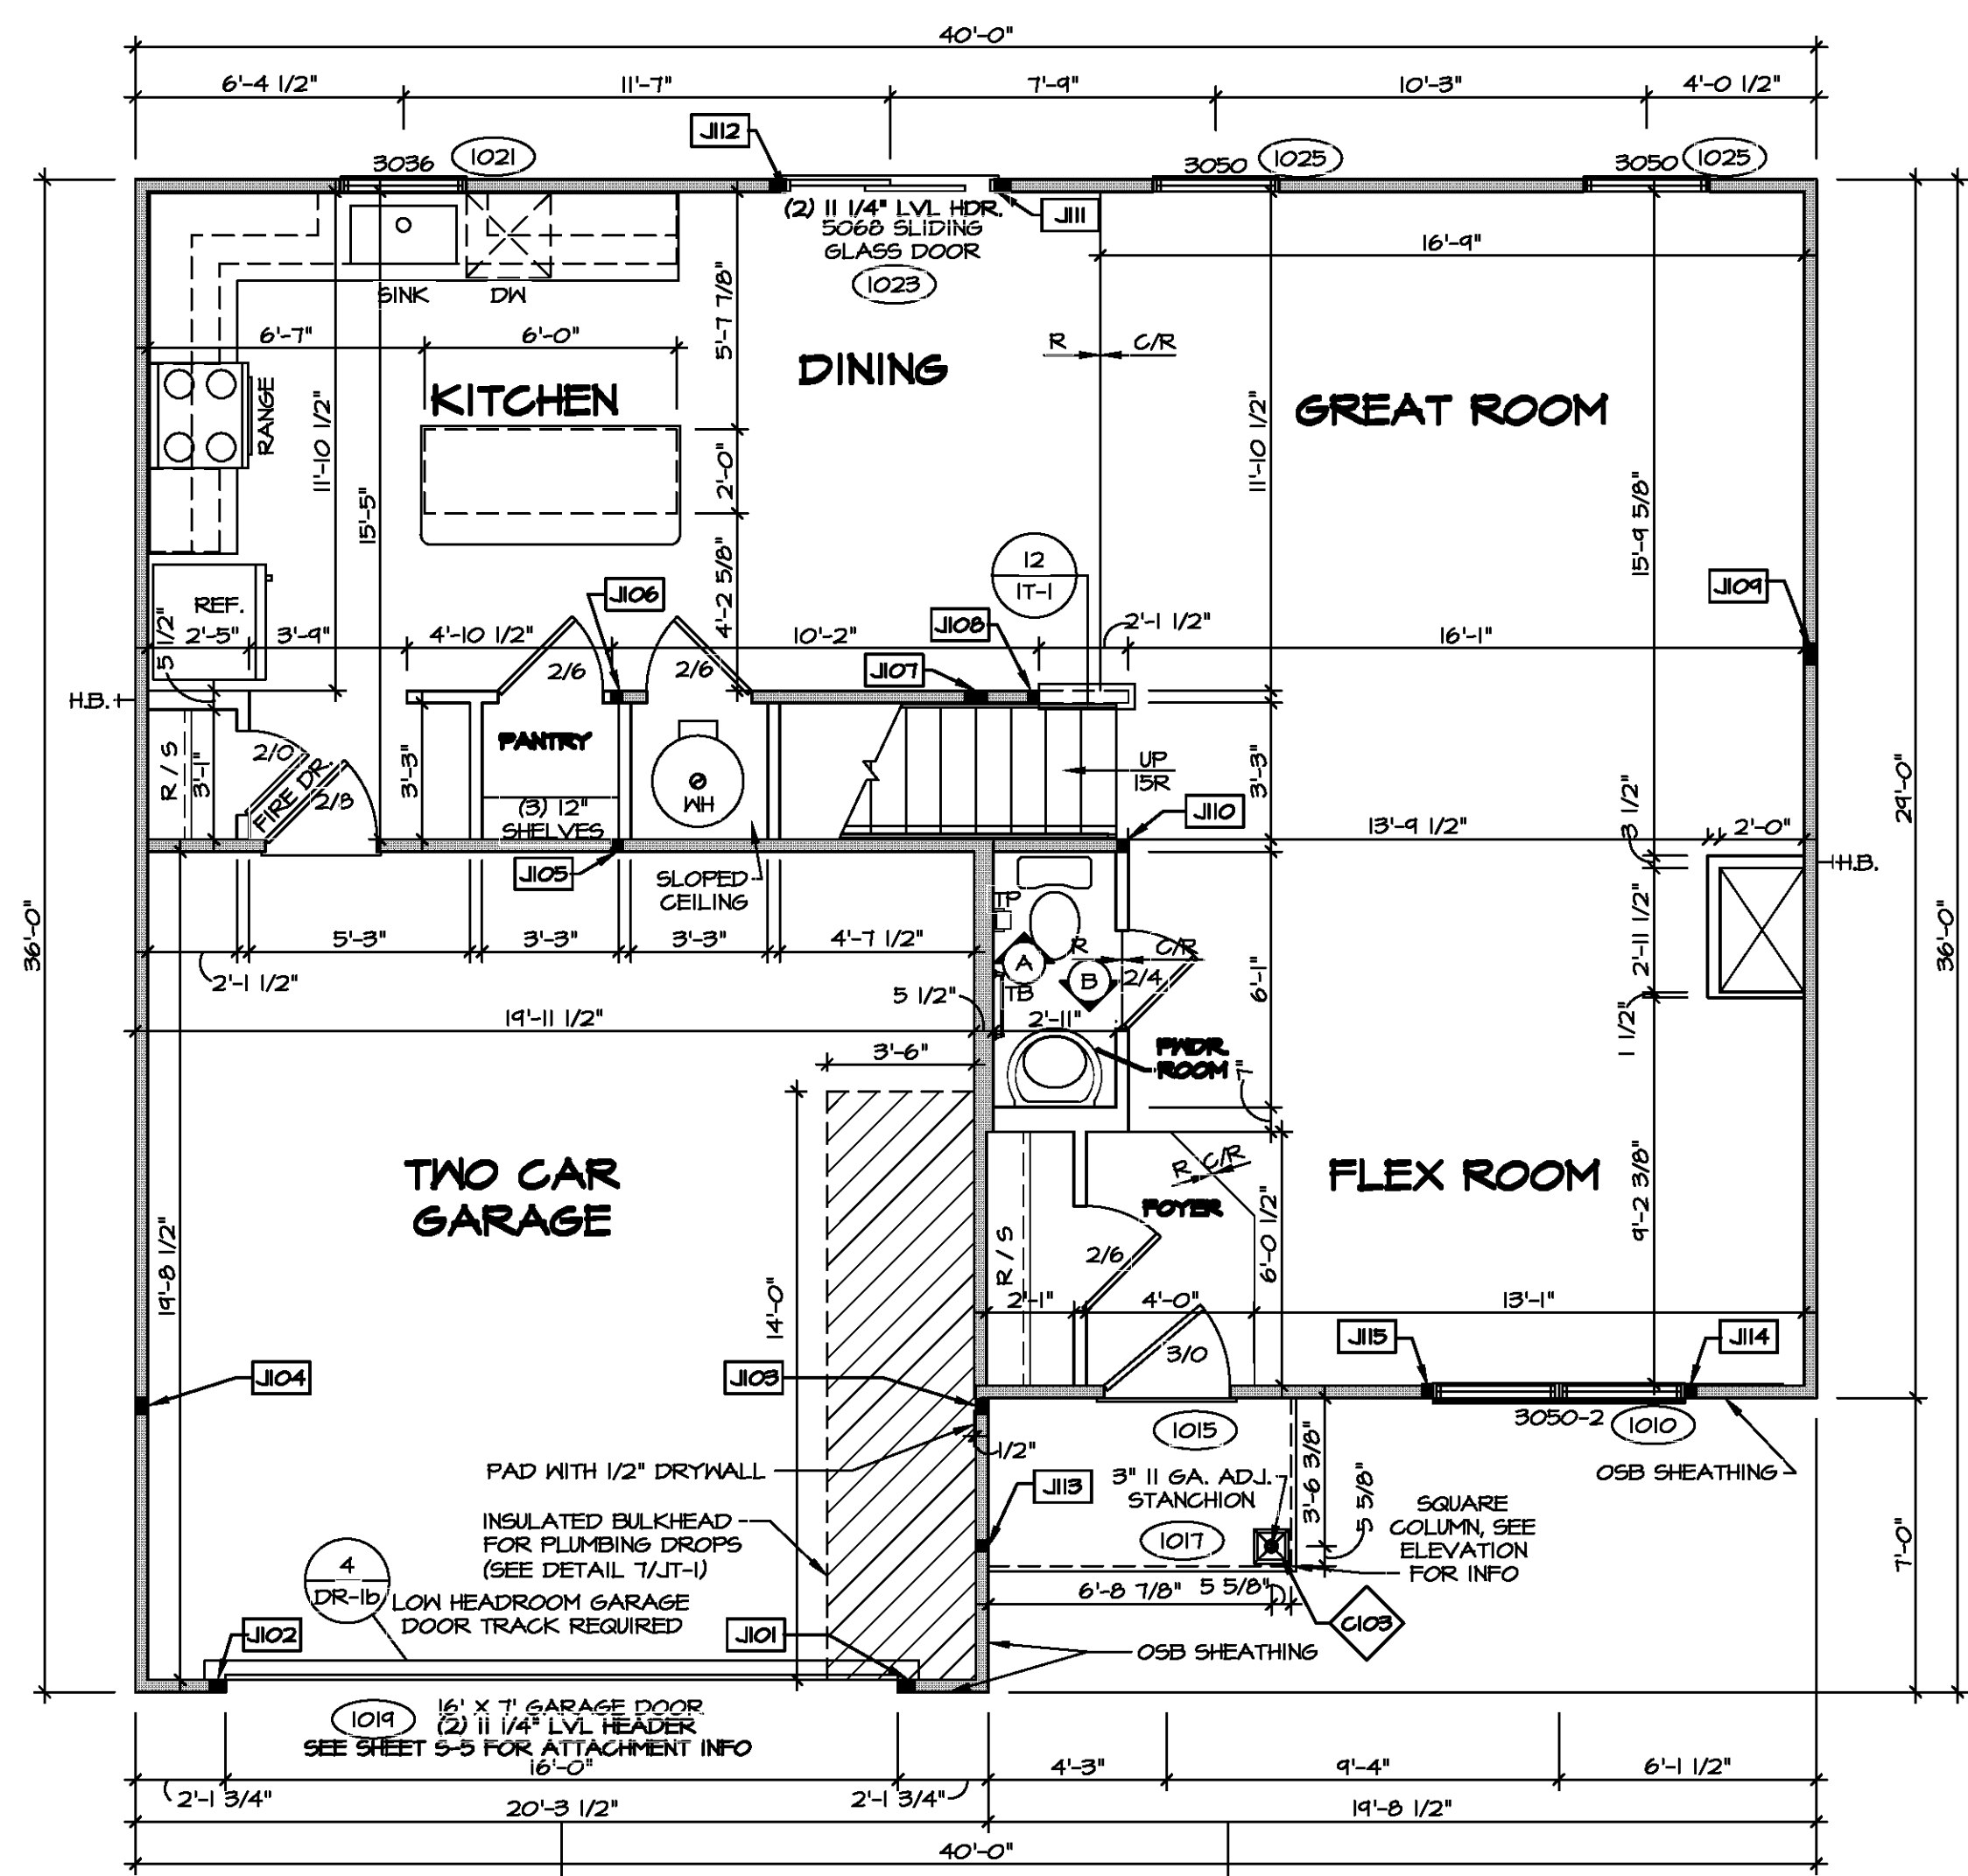 40'-0"
6'-4 1/2" 11'-7" 7'-9" 10'-3" 4'-0 1/2"
J112
3036 1021 3050 1025 3050 1025
(2) 11 1/4" LVL HDR.
5068 SLIDING
GLASS DOOR
1023
J111
16'-9"
SINK DW
6'-7" 6'-0" 5'-7 7/8"
R C/R
DINING
KITCHEN
GREAT ROOM
RANGE
11'-10 1/2"
15'-5"
2'-0"
11'-10 1/2"
15'-9 5/8"
12
1T-1
4'-2 5/8"
J106
J109
REF.
5 1/2"
2'-5" 3'-9" 4'-10 1/2" 10'-2" J108 2'-1 1/2" 16'-1"
2/6 2/6 J107
H.B.
R / S 3'-1" 2/0
FIRE DR.
2/8
3'-3"
PANTRY
(3) 12"
SHELVES
WH
UP
15R
3'-3"
J110
13'-9 1/2" 3 1/2" 2'-0"
29'-0"
H.B.
J105
SLOPED
CEILING
TP
36'-0"
5'-3" 3'-3" 3'-3" 4'-7 1/2"
2'-1 1/2"
R C/R
A
B
2/4
TB
6'-1"
2'-11 1/2"
36'-0"
5 1/2"
19'-11 1/2" 2'-11"
1 1/2"
3'-6"
PWDR.
ROOM
7"
TWO CAR
GARAGE
R C/R
FOYER
FLEX ROOM
9'-2 3/8"
19'-8 1/2"
14'-0"
R / S
2/6
6'-0 1/2"
2'-1" 4'-0" 13'-1"
3/0
J115 J114
J104 J103
1015
3050-2 1010
1/2"
PAD WITH 1/2" DRYWALL
J113
3" 11 GA. ADJ.
STANCHION
1017
3'-6 3/8"
5 5/8"
SQUARE
COLUMN, SEE
ELEVATION
FOR INFO
OSB SHEATHING
7'-0"
INSULATED BULKHEAD
FOR PLUMBING DROPS
(SEE DETAIL 7/JT-1)
4
DR-1b
LOW HEADROOM GARAGE
DOOR TRACK REQUIRED
6'-8 7/8" 5 5/8"
C103
J102 J101
OSB SHEATHING
1019
16' X 7' GARAGE DOOR
(2) 11 1/4" LVL HEADER
SEE SHEET S-5 FOR ATTACHMENT INFO
16'-0" 4'-3" 9'-4" 6'-1 1/2"
2'-1 3/4" 2'-1 3/4"
20'-3 1/2" 19'-8 1/2"
40'-0"